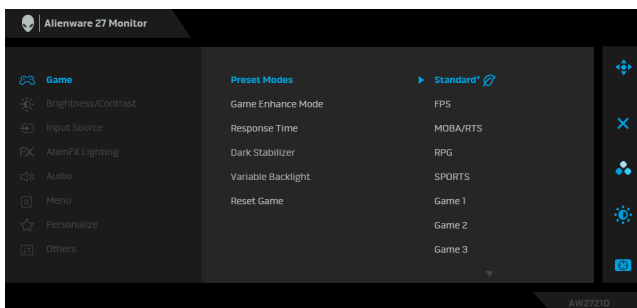 Alienware 27 Monitor
Game
Brightness/Contrast
Input Source
AlienFX Lighting
Audio
Menu
Personalize
Others
Preset Modes
Game Enhance Mode
Response Time
Dark Stabilizer
Variable Backlight
Reset Game
Standard*
FPS
MOBA/RTS
RPG
SPORTS
Game 1
Game 2
Game 3
AW2721D